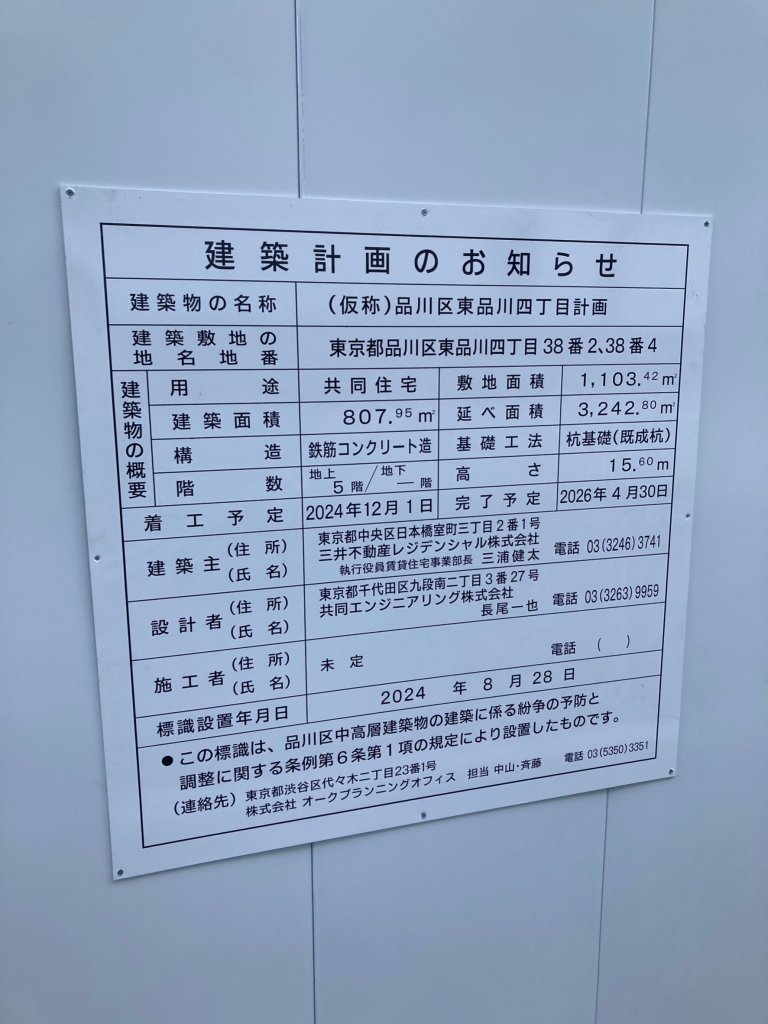 建築計画のお知らせ
建築物の名称 (仮称)品川区東品川四丁目計画
建築敷地の
地名地番 東京都品川区東品川四丁目38番2、38番4
建築物の概要
用途 共同住宅 敷地面積 1,103.42㎡
建築面積 807.95㎡ 延べ面積 3,242.80㎡
構造 鉄筋コンクリート造 基礎工法 杭基礎(既成杭)
階数 地上5階/地下―階 高さ 15.60m
着工予定 2024年12月1日 完了予定 2026年4月30日
建築主 (住所) 東京都中央区日本橋室町三丁目2番1号
(氏名) 三井不動産レジデンシャル株式会社
執行役員賃貸住宅事業部長 三浦健太 電話 03(3246)3741
設計者 (住所) 東京都千代田区九段南二丁目3番27号
(氏名) 共同エンジニアリング株式会社
長尾一也 電話 03(3263)9959
施工者 (住所) 未定
(氏名) 電話 ( )
標識設置年月日 2024年8月28日
●この標識は、品川区中高層建築物の建築に係る紛争の予防と
調整に関する条例第6条第1項の規定により設置したものです。
(連絡先) 東京都渋谷区代々木二丁目23番1号
株式会社 オークプランニングオフィス 担当 中山・斉藤 電話 03(5350)3351